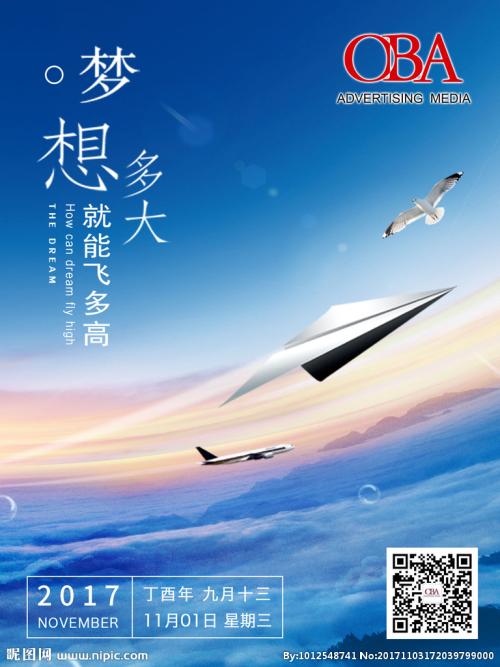 OBA
ADVERTISING MEDIA
梦想多大
就能飞多高
How can dream fly high
THE DREAM
2017
NOVEMBER
丁酉年 九月十三
11月01日 星期三
OBA
昵图网 www.nipic.com
By:1012548741 No:20171103172039799000